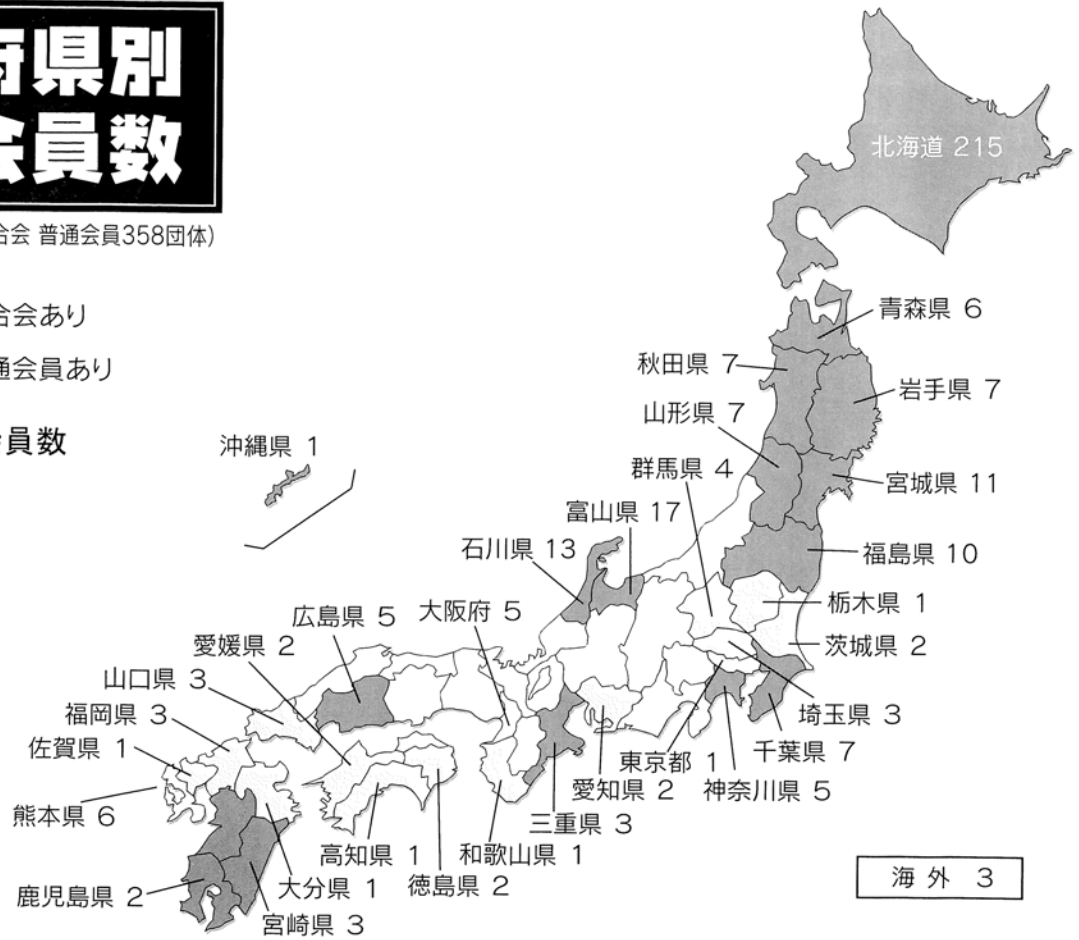 府県別
会員数
合会 普通会員358団体)
合会あり
通会員あり
員数
北海道 215
青森県 6
秋田県 7
岩手県 7
山形県 7
沖縄県 1
群馬県 4
宮城県 11
富山県 17
石川県 13
福島県 10
栃木県 1
広島県 5
大阪府 5
茨城県 2
愛媛県 2
山口県 3
福岡県 3
埼玉県 3
佐賀県 1
千葉県 7
東京都 1
愛知県 2
神奈川県 5
熊本県 6
三重県 3
高知県 1
和歌山県 1
鹿児島県 2
大分県 1
徳島県 2
宮崎県 3
海外 3